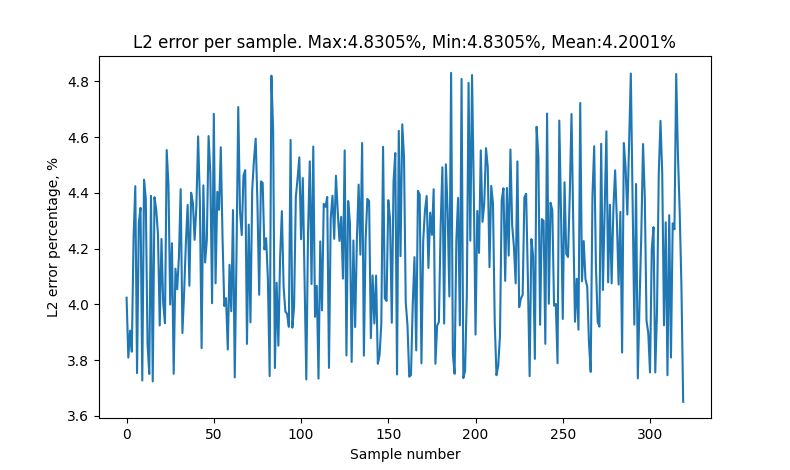 L2 error per sample. Max:4.8305%, Min:4.8305%, Mean:4.2001%
L2 error percentage, %
4.8
4.6
4.4
4.2
4.0
3.8
3.6
0 50 100 150 200 250 300
Sample number